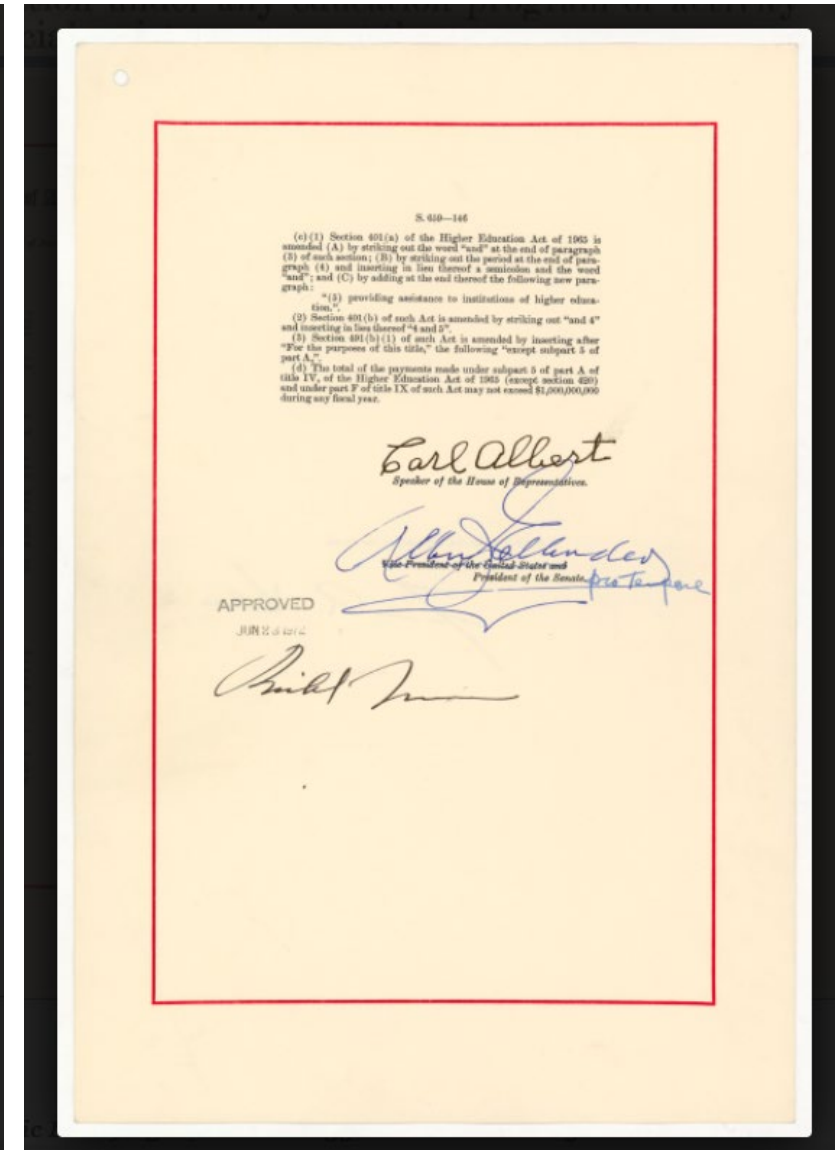 S. 659—146
(c)(1) Section 401(a) of the Higher Education Act of 1965 is
amended (A) by striking out the word "and" at the end of paragraph
(3) of such section; (B) by striking out the period at the end of para-
graph (4) and inserting in lieu thereof a semicolon and the word
"and"; and (C) by adding at the end thereof the following new para-
graph:
"(5) providing assistance to institutions of higher educa-
tion.".
(2) Section 401(b) of such Act is amended by striking out "and 4"
and inserting in lieu thereof "4 and 5".
(3) Section 491(b)(1) of such Act is amended by inserting after
"For the purposes of this title," the following "except subpart 5 of
part A,".
(d) The total of the payments made under subpart 5 of part A of
title IV, of the Higher Education Act of 1965 (except section 420)
and under part F of title IX of such Act may not exceed $1,000,000,000
during any fiscal year.
Carl Albert
Speaker of the House of Representatives.
Allen J. Ellender
Vice President of the United States and
President of the Senate. pro tempore
APPROVED
JUN 23 1972